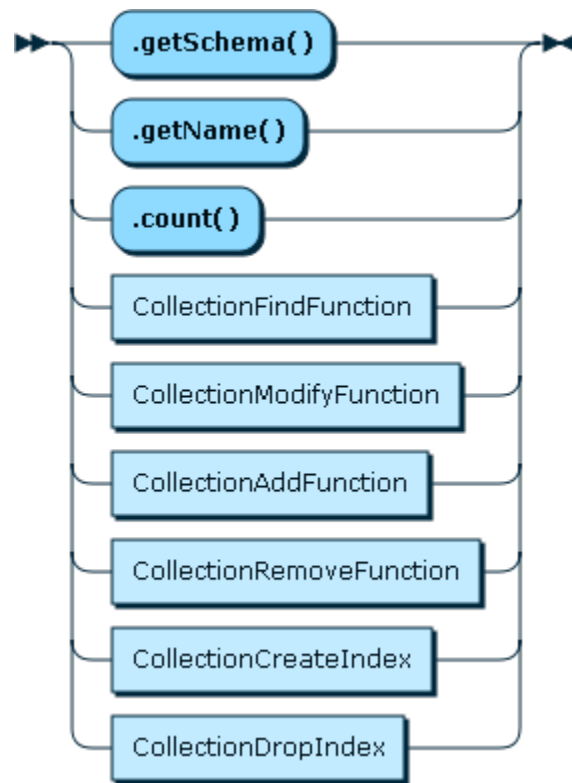 .getSchema()
.getName()
.count()
CollectionFindFunction
CollectionModifyFunction
CollectionAddFunction
CollectionRemoveFunction
CollectionCreateIndex
CollectionDropIndex